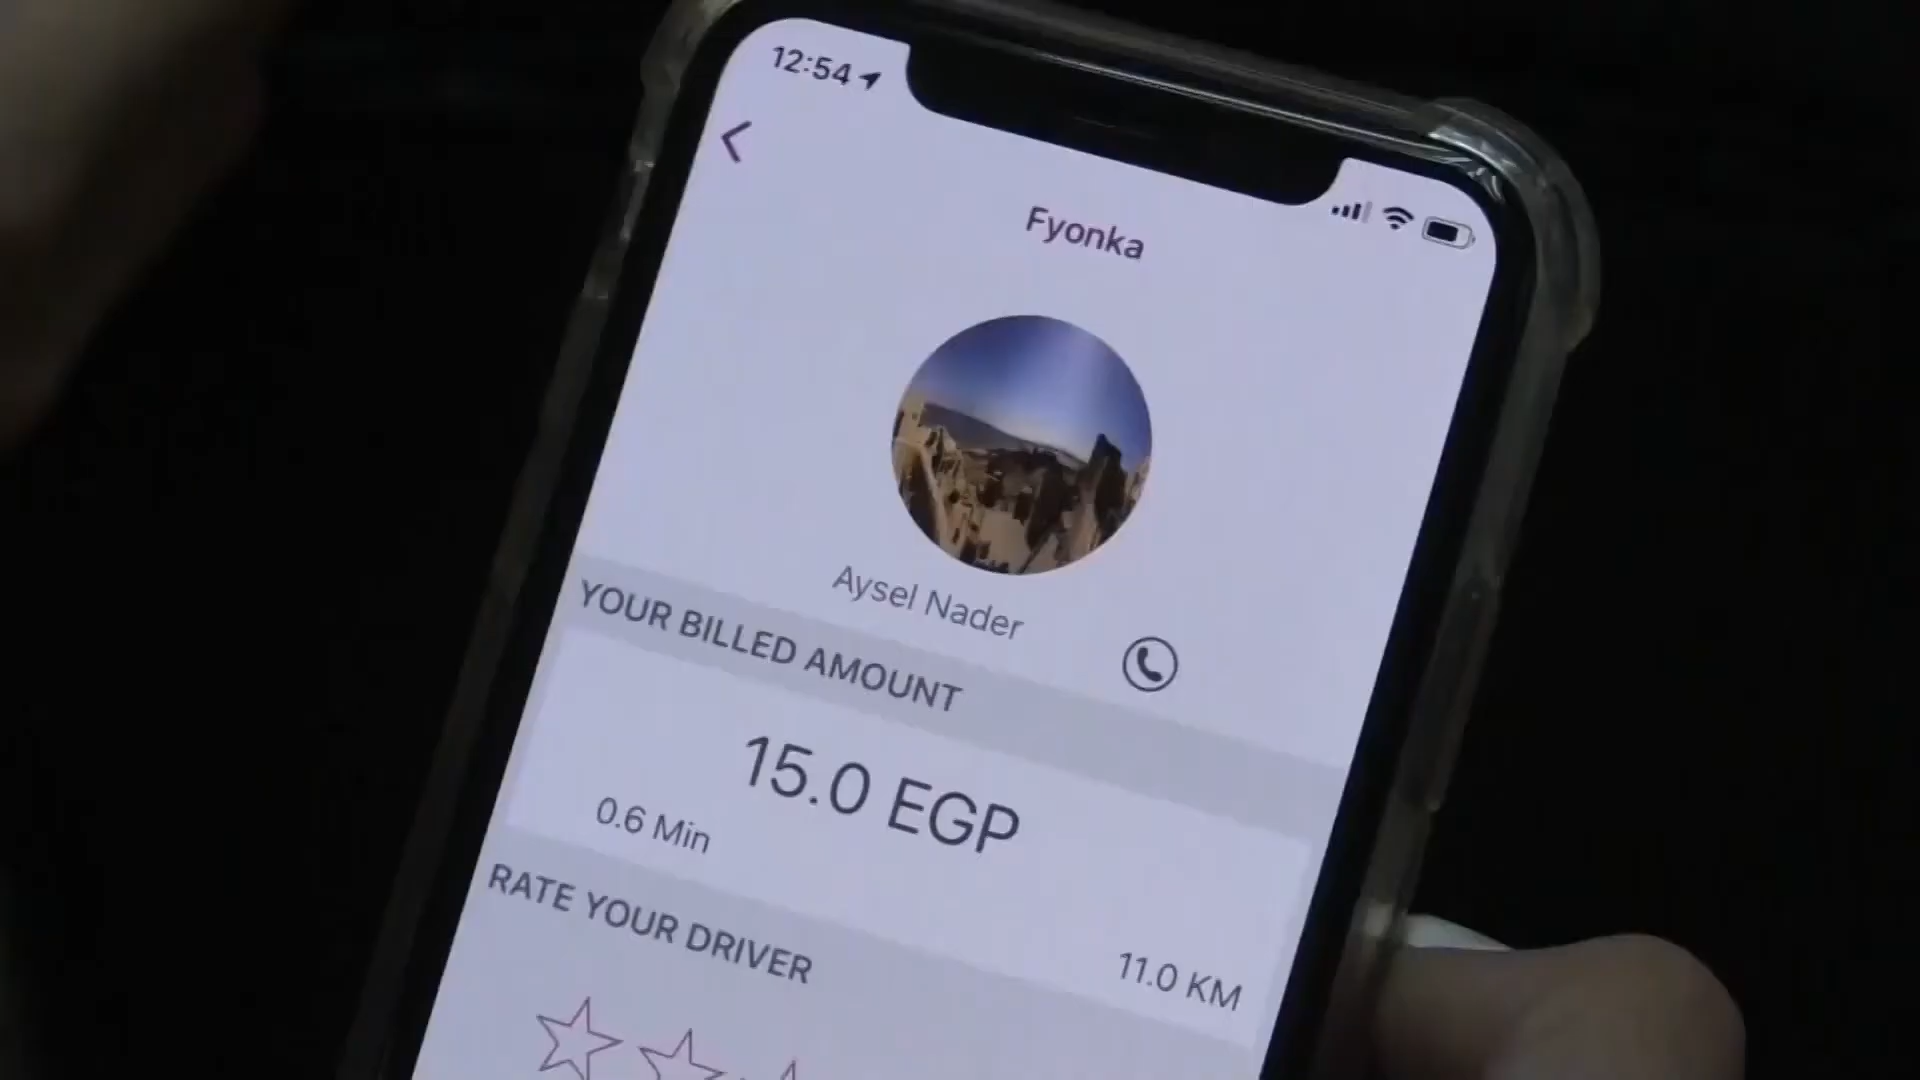 12:54
Fyonka
Aysel Nader
YOUR BILLED AMOUNT
15.0 EGP
0.6 Min
11.0 KM
RATE YOUR DRIVER